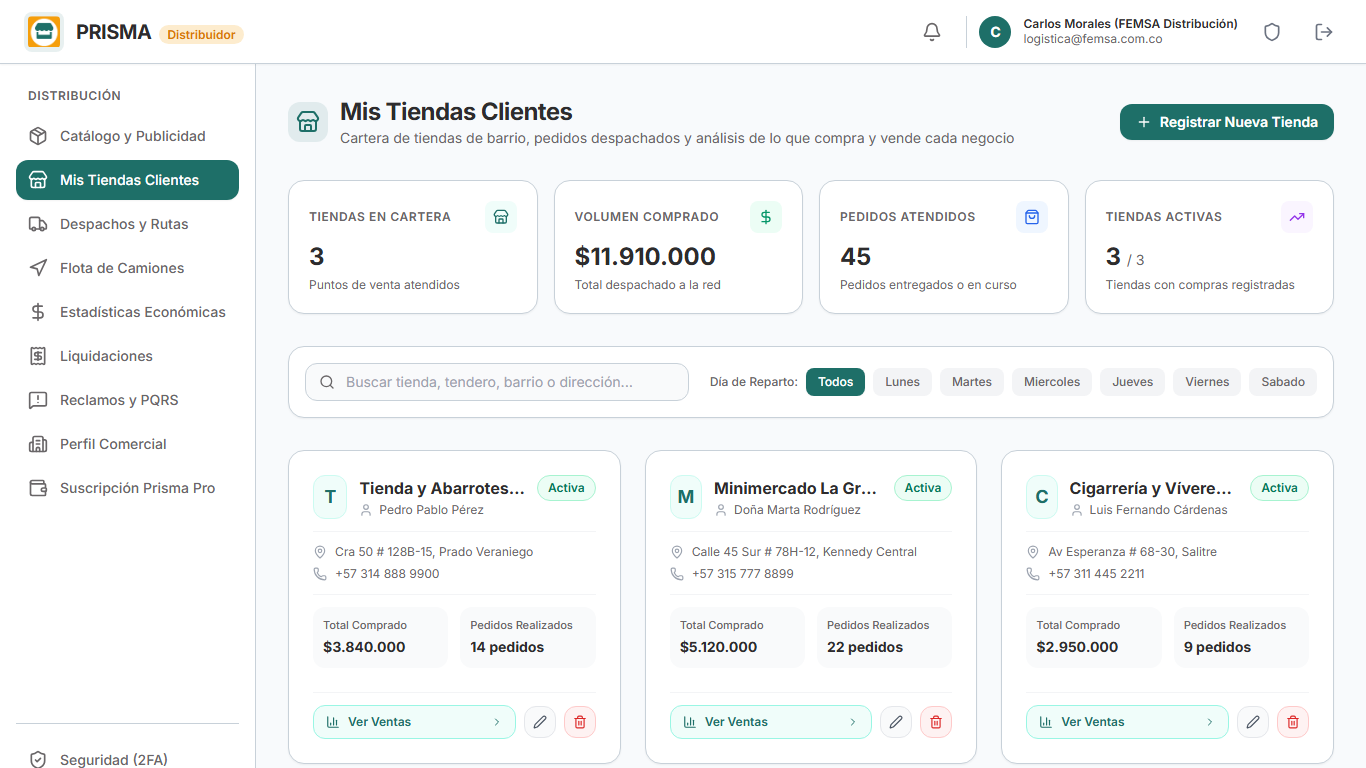 PRISMA Distribuidor
C
Carlos Morales (FEMSA Distribución)
logistica@femsa.com.co
DISTRIBUCIÓN
Catálogo y Publicidad
Mis Tiendas Clientes
Despachos y Rutas
Flota de Camiones
Estadísticas Económicas
Liquidaciones
Reclamos y PQRS
Perfil Comercial
Suscripción Prisma Pro
Seguridad (2FA)
Mis Tiendas Clientes
Cartera de tiendas de barrio, pedidos despachados y análisis de lo que compra y vende cada negocio
+ Registrar Nueva Tienda
TIENDAS EN CARTERA
3
Puntos de venta atendidos
VOLUMEN COMPRADO
$11.910.000
Total despachado a la red
PEDIDOS ATENDIDOS
45
Pedidos entregados o en curso
TIENDAS ACTIVAS
3 / 3
Tiendas con compras registradas
Buscar tienda, tendero, barrio o dirección...
Día de Reparto: Todos Lunes Martes Miercoles Jueves Viernes Sabado
T
Tienda y Abarrotes... Activa
Pedro Pablo Pérez
Cra 50 # 128B-15, Prado Veraniego
+57 314 888 9900
Total Comprado
$3.840.000
Pedidos Realizados
14 pedidos
Ver Ventas
M
Minimercado La Gr... Activa
Doña Marta Rodríguez
Calle 45 Sur # 78H-12, Kennedy Central
+57 315 777 8899
Total Comprado
$5.120.000
Pedidos Realizados
22 pedidos
Ver Ventas
C
Cigarrería y Vívere... Activa
Luis Fernando Cárdenas
Av Esperanza # 68-30, Salitre
+57 311 445 2211
Total Comprado
$2.950.000
Pedidos Realizados
9 pedidos
Ver Ventas